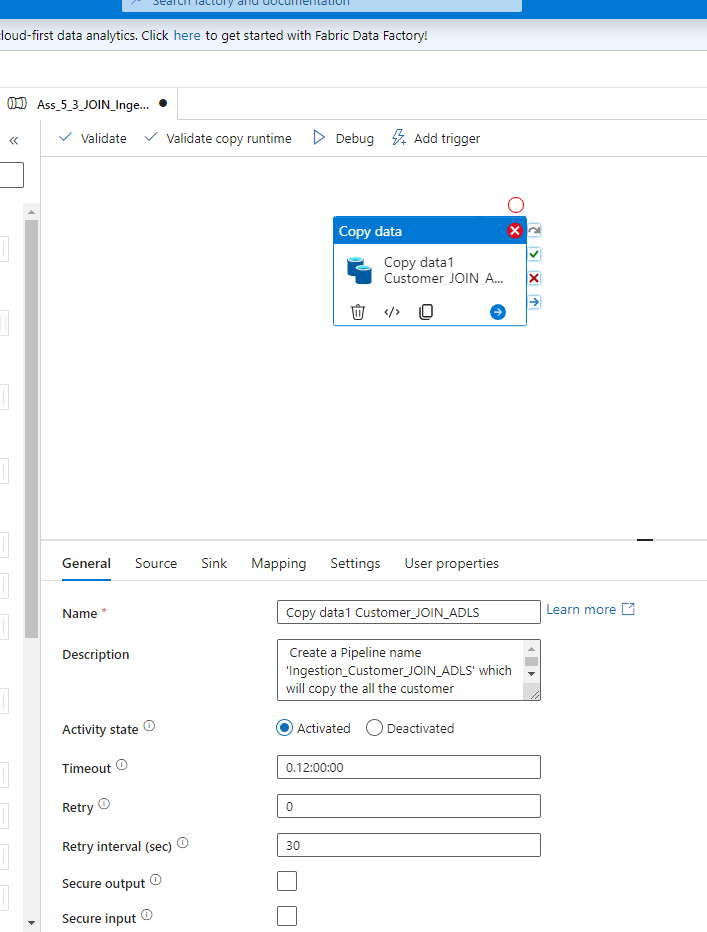 Search factory and documentation
cloud-first data analytics. Click here to get started with Fabric Data Factory!
Ass_5_3_JOIN_Inge... ●
«
Validate Validate copy runtime Debug Add trigger
Copy data
Copy data1
Customer_JOIN_A...
</>
General Source Sink Mapping Settings User properties
Name * Copy data1 Customer_JOIN_ADLS Learn more
Description Create a Pipeline name
'Ingestion_Customer_JOIN_ADLS' which
will copy the all the customer
Activity state Activated Deactivated
Timeout 0.12:00:00
Retry 0
Retry interval (sec) 30
Secure output
Secure input